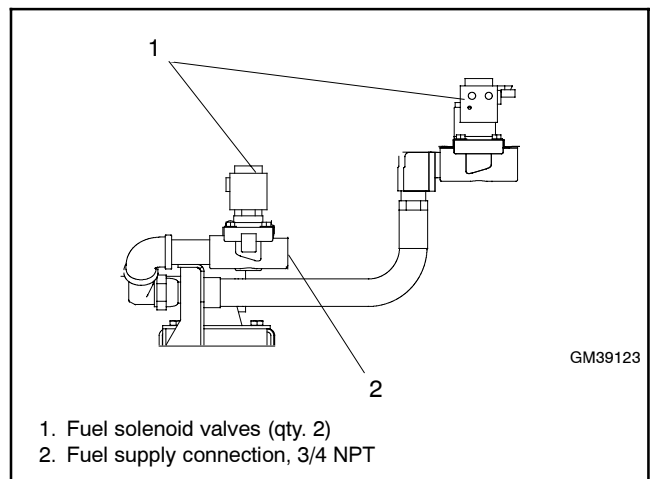 1
GM39123
2
1. Fuel solenoid valves (qty. 2)
2. Fuel supply connection, 3/4 NPT